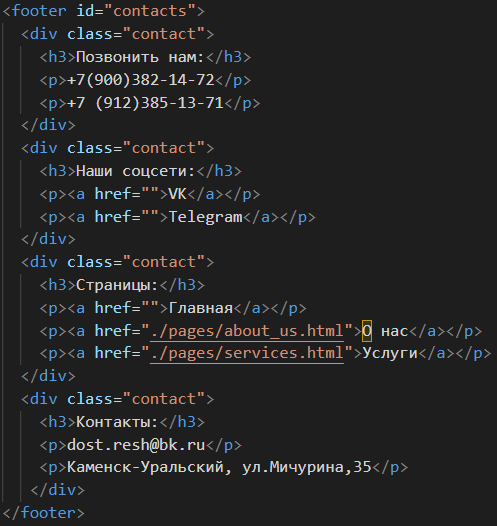 <footer id="contacts">
<div class="contact">
<h3>Позвонить нам:</h3>
<p>+7(900)382-14-72</p>
<p>+7 (912)385-13-71</p>
</div>
<div class="contact">
<h3>Наши соцсети:</h3>
<p><a href="">VK</a></p>
<p><a href="">Telegram</a></p>
</div>
<div class="contact">
<h3>Страницы:</h3>
<p><a href="">Главная</a></p>
<p><a href="./pages/about_us.html">О нас</a></p>
<p><a href="./pages/services.html">Услуги</a></p>
</div>
<div class="contact">
<h3>Контакты:</h3>
<p>dost.resh@bk.ru</p>
<p>Каменск-Уральский, ул.Мичурина,35</p>
</div>
</footer>